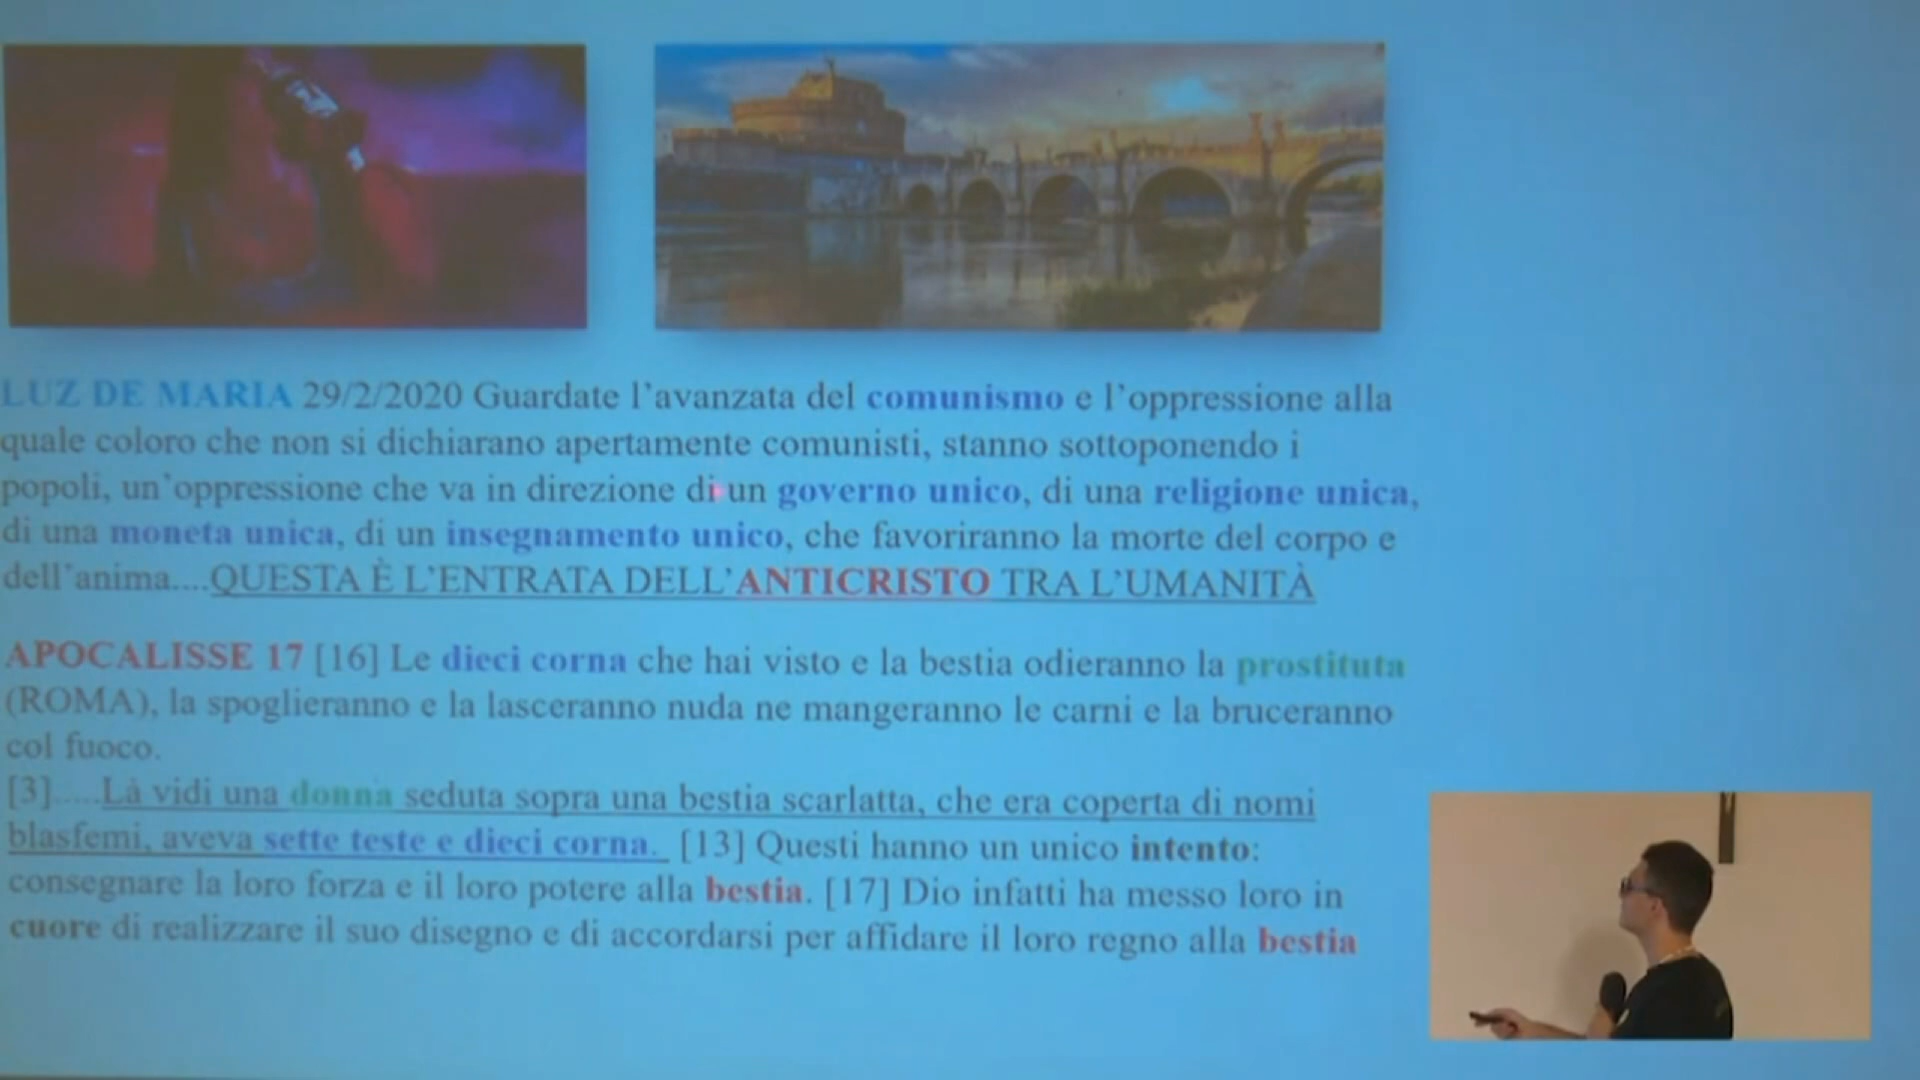 LUZ DE MARIA 29/2/2020 Guardate l'avanzata del comunismo e l'oppressione alla
quale coloro che non si dichiarano apertamente comunisti, stanno sottoponendo i
popoli, un'oppressione che va in direzione di un governo unico, di una religione unica,
di una moneta unica, di un insegnamento unico, che favoriranno la morte del corpo e
dell'anima....QUESTA È L'ENTRATA DELL'ANTICRISTO TRA L'UMANITÀ
APOCALISSE 17 [16] Le dieci corna che hai visto e la bestia odieranno la prostituta
(ROMA), la spoglieranno e la lasceranno nuda ne mangeranno le carni e la bruceranno
col fuoco.
[3].....Là vidi una donna seduta sopra una bestia scarlatta, che era coperta di nomi
blasfemi, aveva sette teste e dieci corna. [13] Questi hanno un unico intento:
consegnare la loro forza e il loro potere alla bestia. [17] Dio infatti ha messo loro in
cuore di realizzare il suo disegno e di accordarsi per affidare il loro regno alla bestia